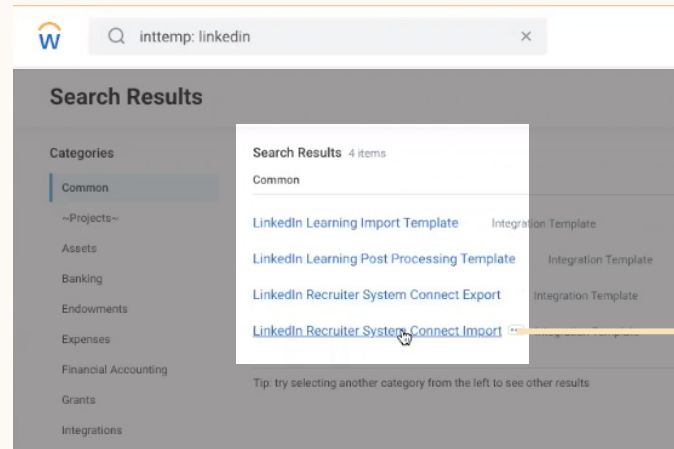 W
inttemp: linkedin
Search Results
Categories
Common
~Projects~
Assets
Banking
Endowments
Expenses
Financial Accounting
Grants
Integrations
Search Results 4 items
Common
LinkedIn Learning Import Template Integration Template
LinkedIn Learning Post Processing Template Integration Template
LinkedIn Recruiter System Connect Export Integration Template
LinkedIn Recruiter System Connect Import Integration Template
Tip: try selecting another category from the left to see other results